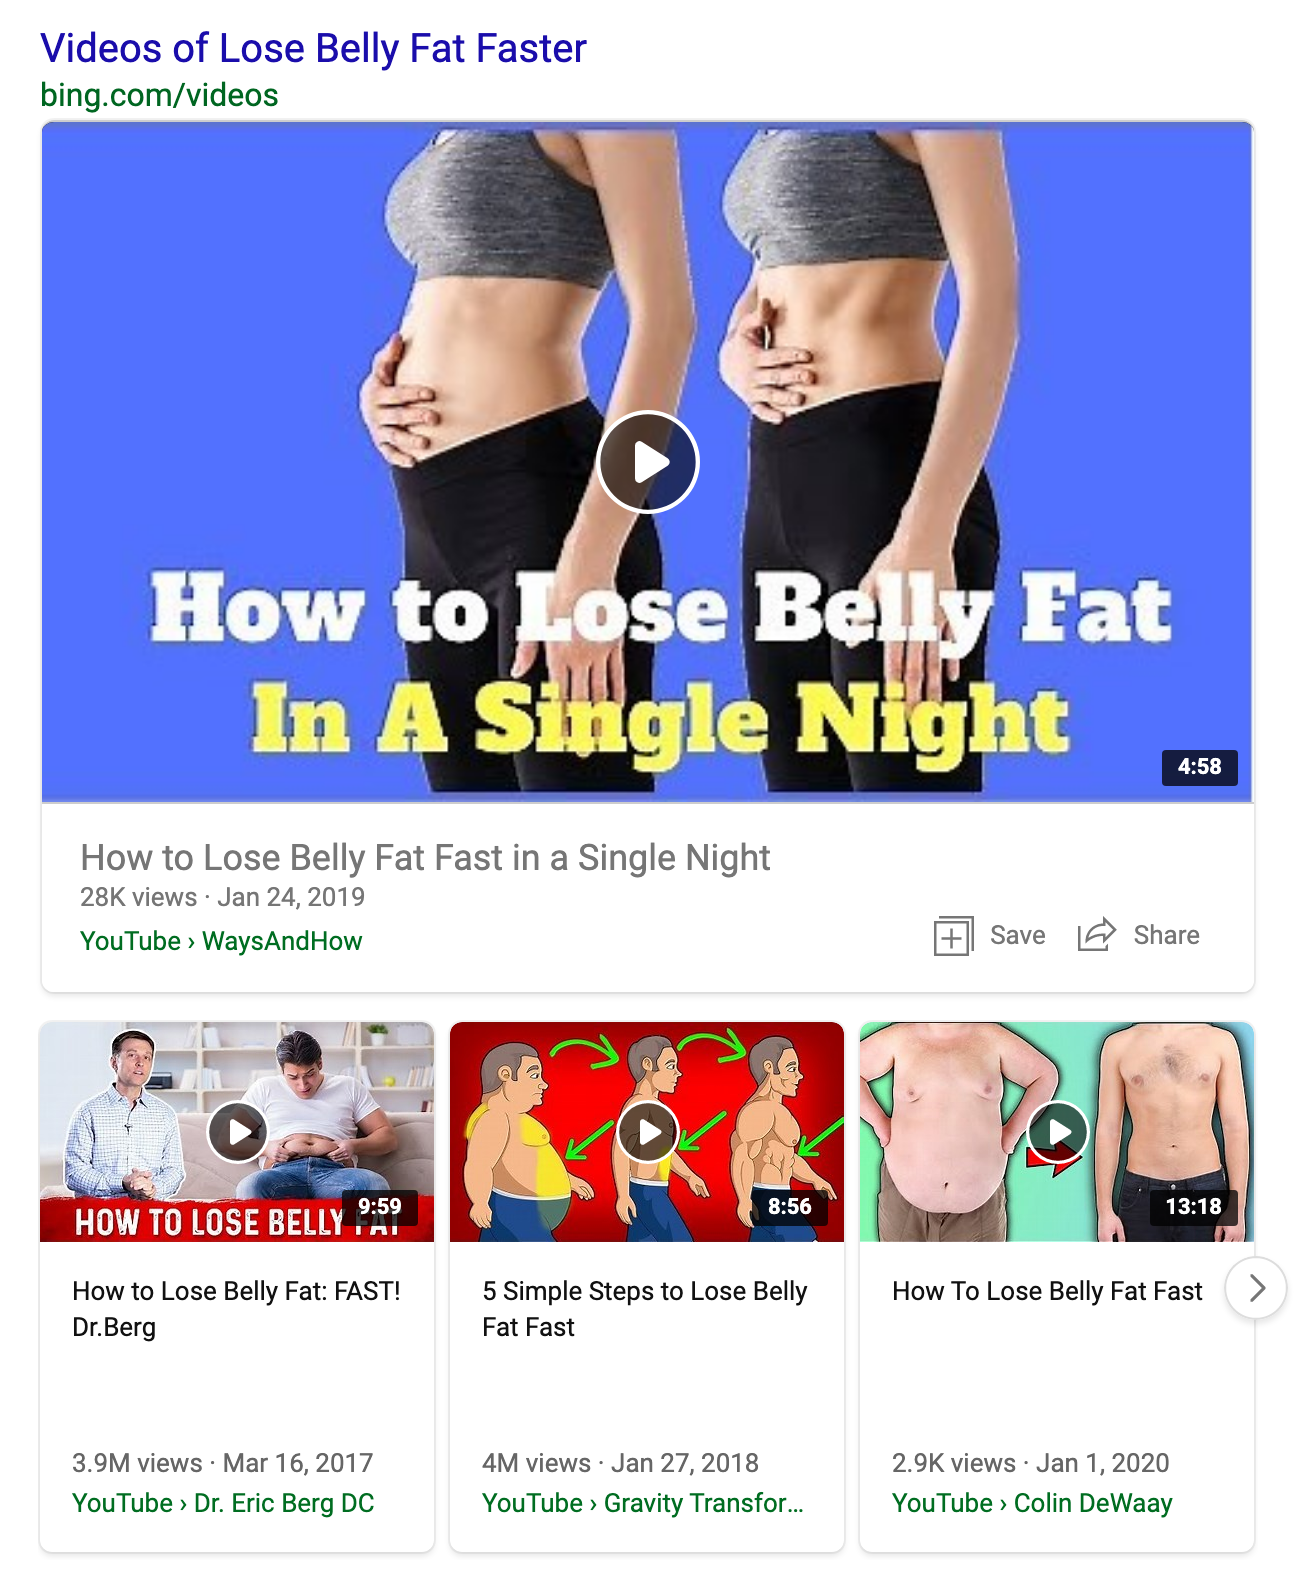 Videos of Lose Belly Fat Faster
bing.com/videos
How to Lose Belly Fat
In A Single Night
4:58
How to Lose Belly Fat Fast in a Single Night
28K views · Jan 24, 2019
YouTube › WaysAndHow
Save
Share
HOW TO LOSE BELLY FAT
9:59
How to Lose Belly Fat: FAST!
Dr.Berg
3.9M views · Mar 16, 2017
YouTube › Dr. Eric Berg DC
8:56
5 Simple Steps to Lose Belly
Fat Fast
4M views · Jan 27, 2018
YouTube › Gravity Transfor...
13:18
How To Lose Belly Fat Fast
2.9K views · Jan 1, 2020
YouTube › Colin DeWaay